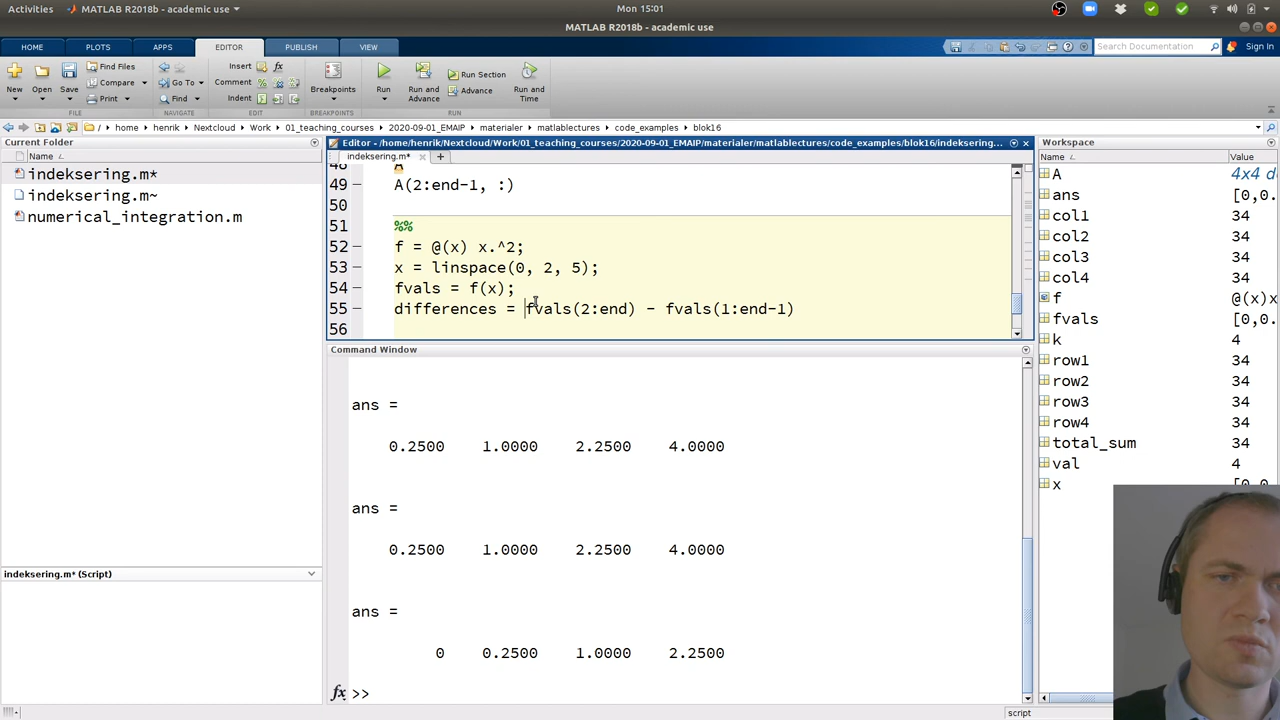 Activities
MATLAB R2018b - academic use
Mon 15:01
MATLAB R2018b - academic use
HOME PLOTS APPS EDITOR PUBLISH VIEW
Search Documentation
Sign In
New Open Save
Find Files
Compare
Print
Go To
Find
Insert
Comment
Indent
Breakpoints
Run
Run and Advance
Run Section
Advance
Run and Time
FILE NAVIGATE EDIT BREAKPOINTS RUN
/ home henrik Nextcloud Work 01_teaching_courses 2020-09-01_EMAIP materialer matlablectures code_examples blok16
Current Folder
Name
indeksering.m*
indeksering.m~
numerical_integration.m
indeksering.m* (Script)
Editor - /home/henrik/Nextcloud/Work/01_teaching_courses/2020-09-01_EMAIP/materialer/matlablectures/code_examples/blok16/indeksering....
indeksering.m*
48 A
49 A(2:end-1, :)
50
51 %%
52 f = @(x) x.^2;
53 x = linspace(0, 2, 5);
54 fvals = f(x);
55 differences = fvals(2:end) - fvals(1:end-1)
56
Command Window
ans =
0.2500 1.0000 2.2500 4.0000
ans =
0.2500 1.0000 2.2500 4.0000
ans =
0 0.2500 1.0000 2.2500
fx >>
Workspace
Name Value
A 4x4 d
ans [0,0.
col1 34
col2 34
col3 34
col4 34
f @(x)x
fvals [0,0.
k 4
row1 34
row2 34
row3 34
row4 34
total_sum 34
val 4
x [0,0
script